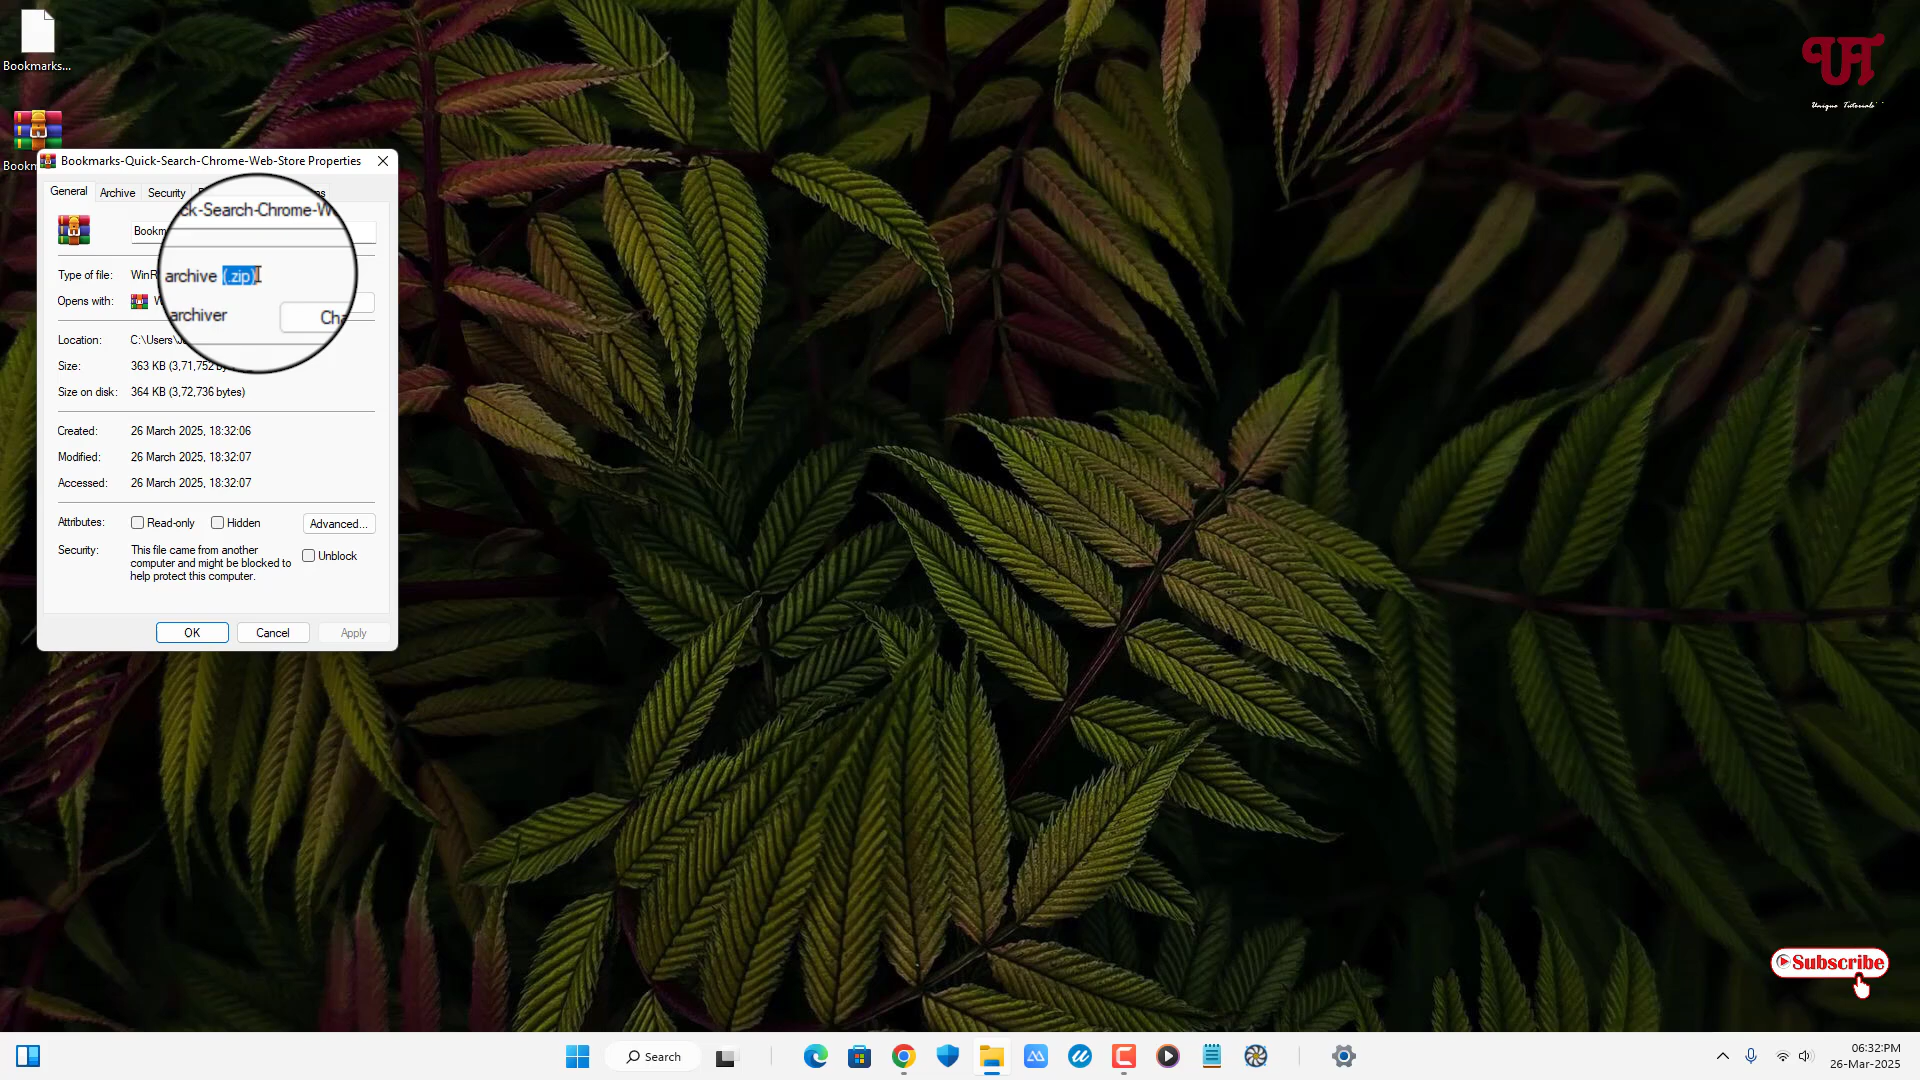 Bookmarks...
UT
Unique Tutorials
Bookm
Bookmarks-Quick-Search-Chrome-Web-Store Properties
General
Archive
Security
ck-Search-Chrome-W
Bookm
Type of file:
WinR
archive (.zip)
Opens with:
archiver
Cha
Location:
C:\Users\J
Size:
363 KB (3,71,752 by
Size on disk:
364 KB (3,72,736 bytes)
Created:
26 March 2025, 18:32:06
Modified:
26 March 2025, 18:32:07
Accessed:
26 March 2025, 18:32:07
Attributes:
Read-only
Hidden
Advanced...
Security:
This file came from another
computer and might be blocked to
help protect this computer.
Unblock
OK
Cancel
Apply
Subscribe
Search
06:32:PM
26-Mar-2025